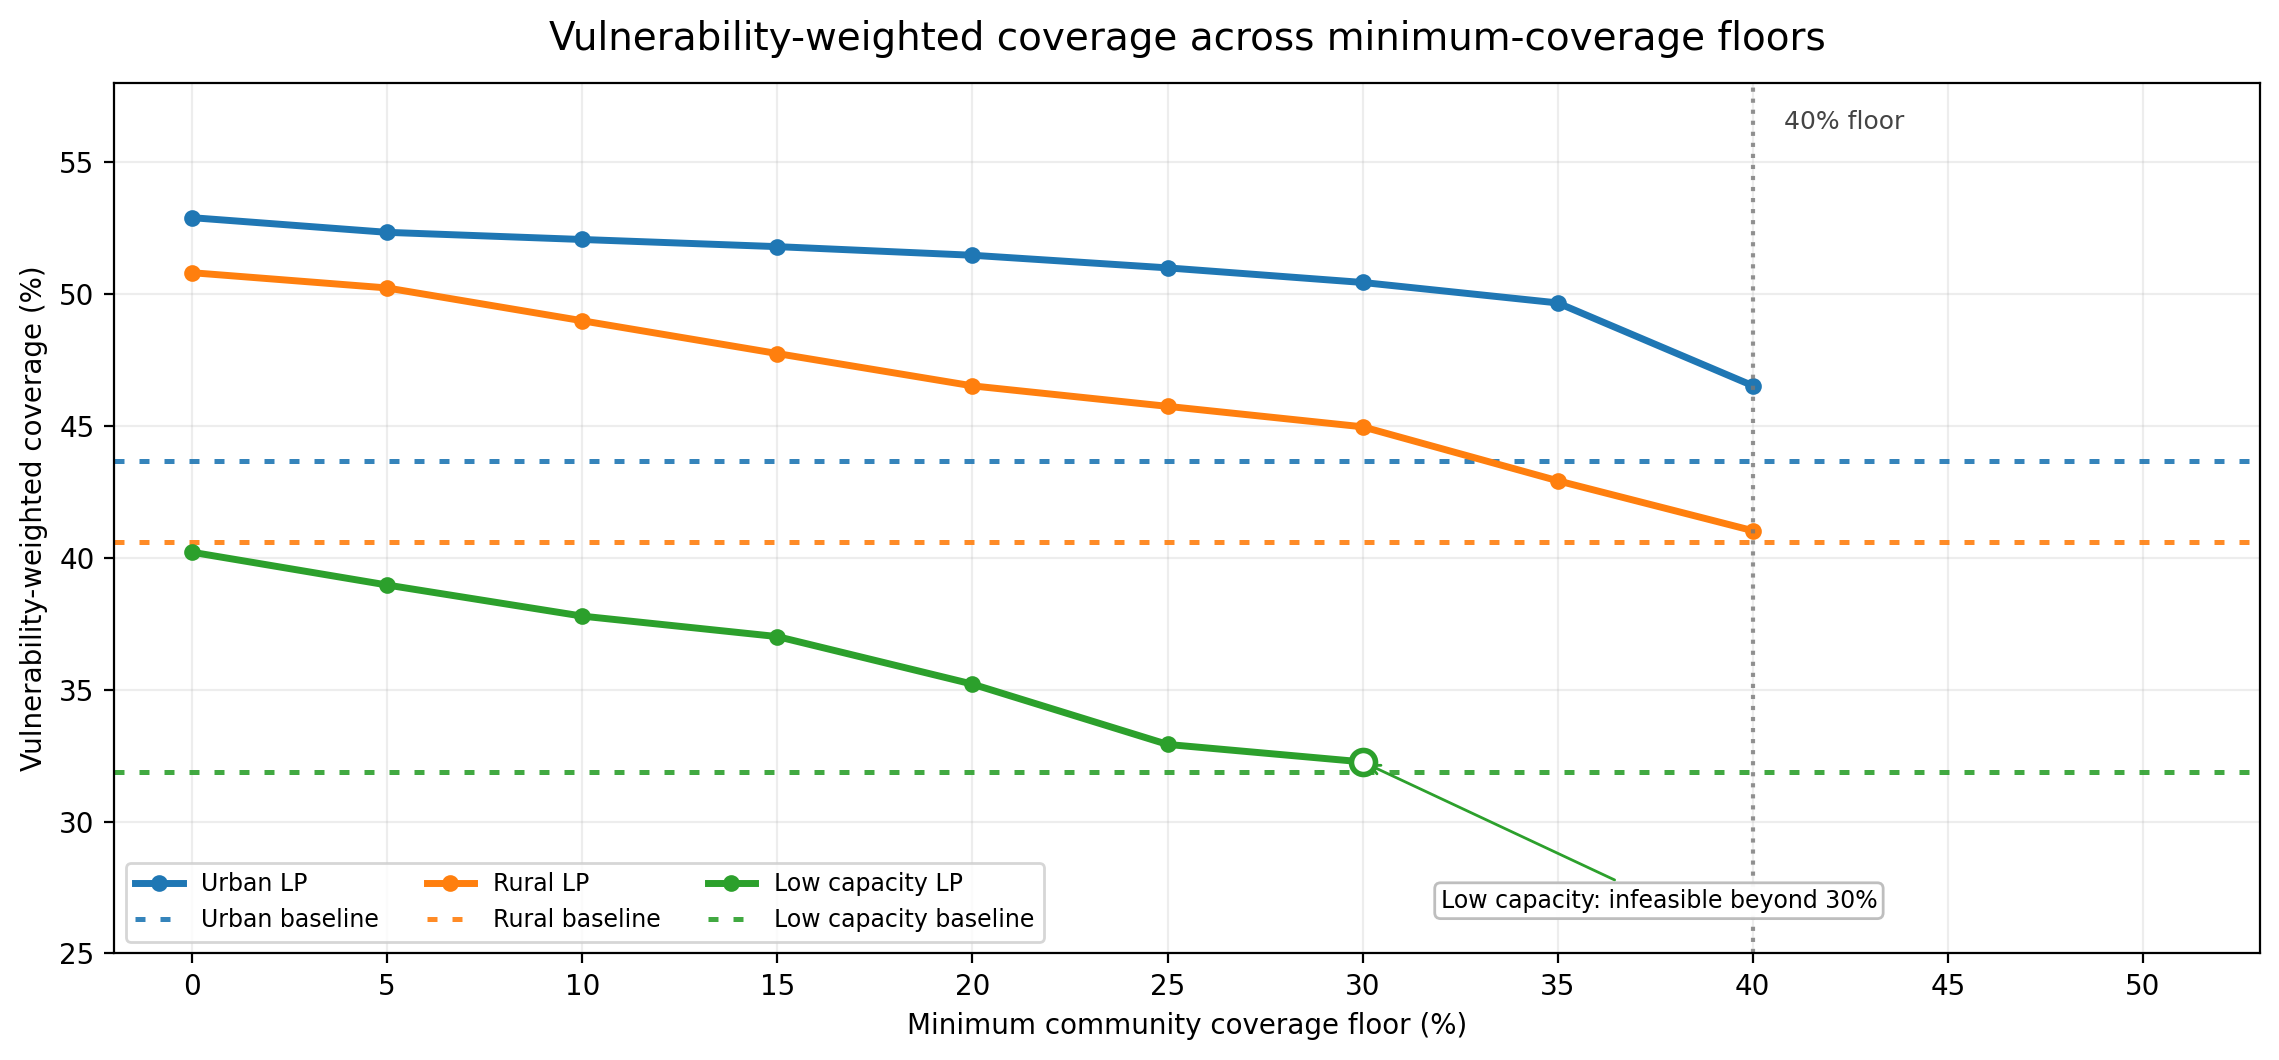 Vulnerability-weighted coverage across minimum-coverage floors
40% floor
55
50
45
40
35
30
25
Vulnerability-weighted coverage (%)
Low capacity: infeasible beyond 30%
Urban LP
Rural LP
Low capacity LP
Urban baseline
Rural baseline
Low capacity baseline
0 5 10 15 20 25 30 35 40 45 50
Minimum community coverage floor (%)